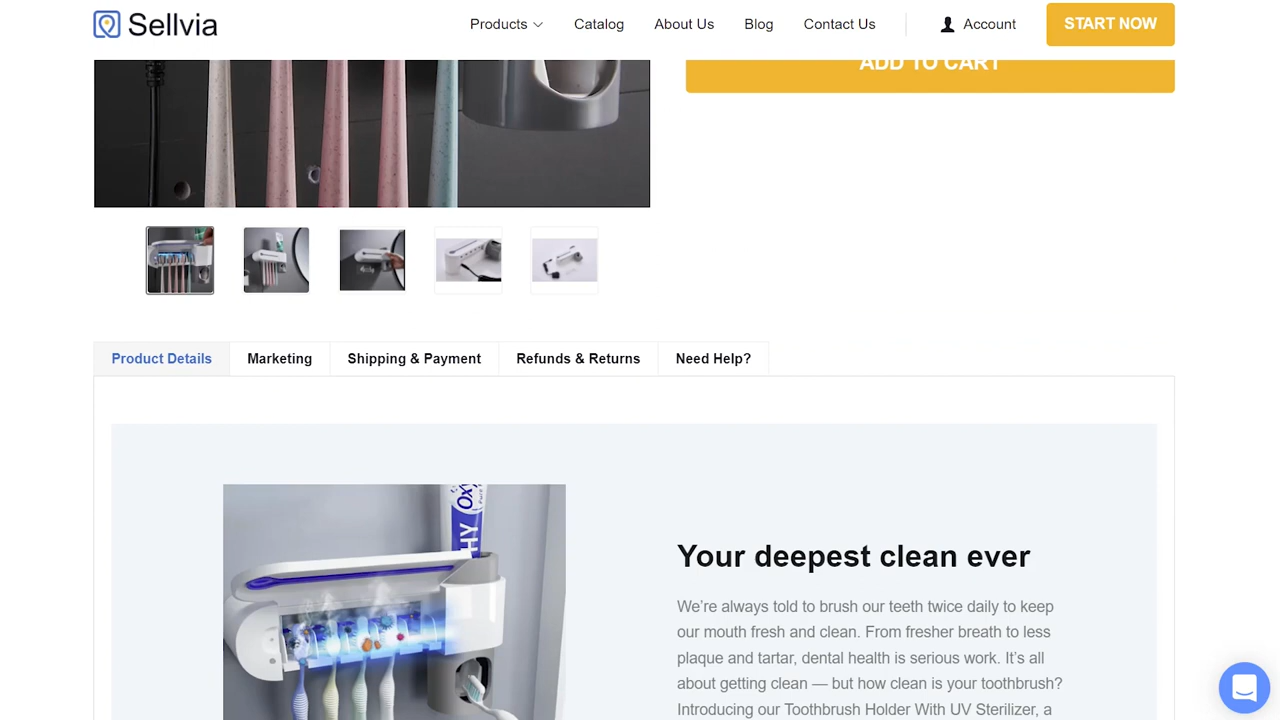 Sellvia
Products
Catalog
About Us
Blog
Contact Us
Account
START NOW
ADD TO CART
Product Details
Marketing
Shipping & Payment
Refunds & Returns
Need Help?
Your deepest clean ever
We’re always told to brush our teeth twice daily to keep
our mouth fresh and clean. From fresher breath to less
plaque and tartar, dental health is serious work. It’s all
about getting clean — but how clean is your toothbrush?
Introducing our Toothbrush Holder With UV Sterilizer, a